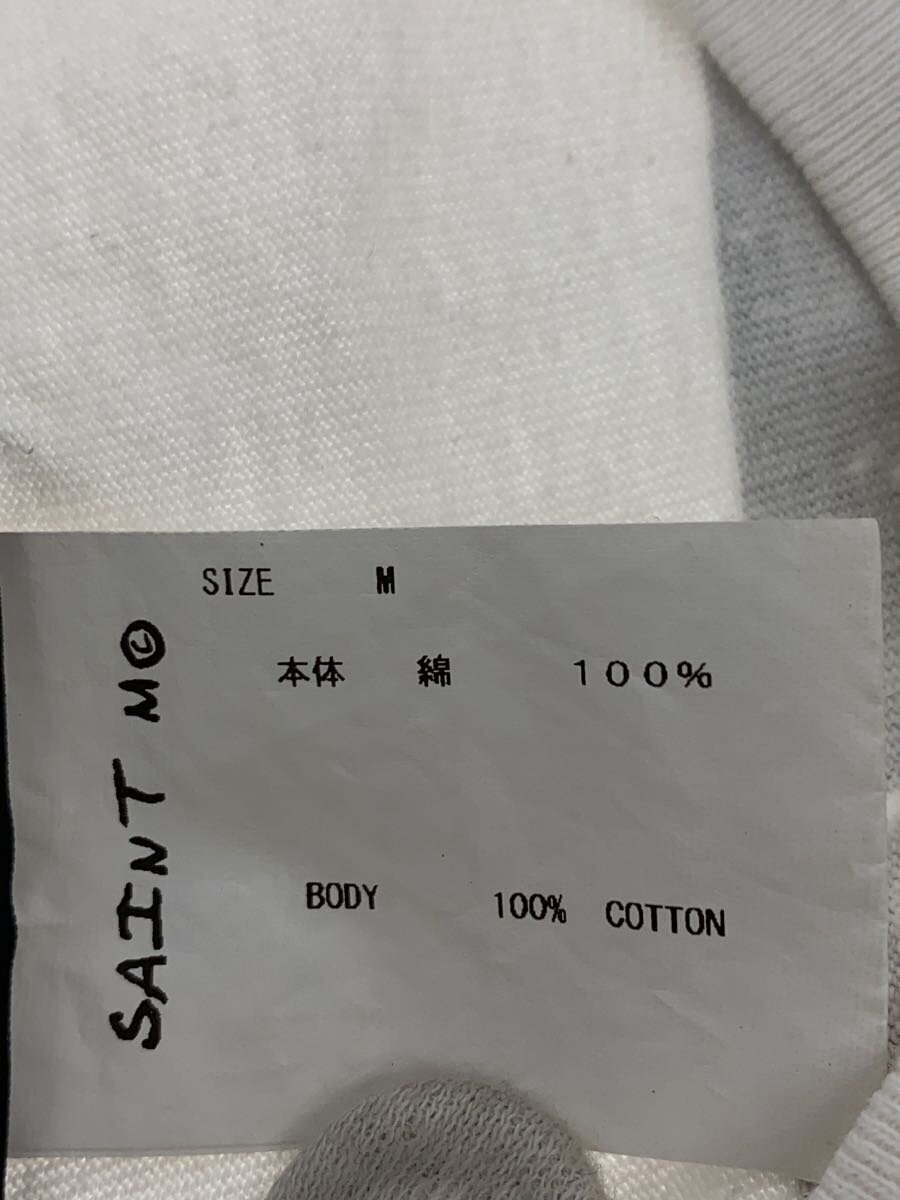 SIZE M
本体 綿 １００％
BODY 100% COTTON
SAINT M©